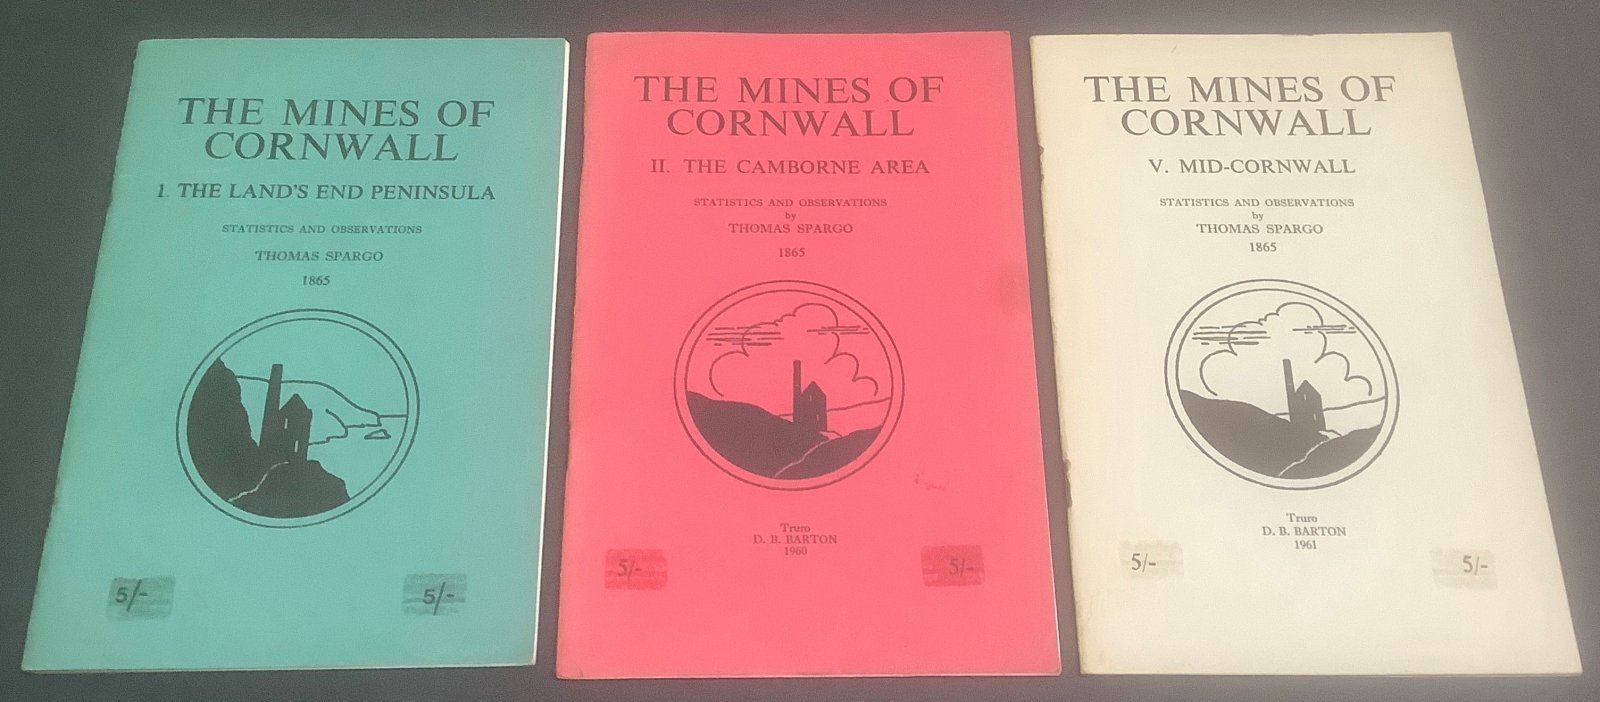 THE MINES OF
CORNWALL
I. THE LAND'S END PENINSULA
STATISTICS AND OBSERVATIONS
THOMAS SPARGO
1865
5/-
5/-
THE MINES OF
CORNWALL
II. THE CAMBORNE AREA
STATISTICS AND OBSERVATIONS
by
THOMAS SPARGO
1865
Truro
D. B. BARTON
1960
5/-
5/-
THE MINES OF
CORNWALL
V. MID-CORNWALL
STATISTICS AND OBSERVATIONS
by
THOMAS SPARGO
1865
Truro
D. B. BARTON
1961
5/-
5/-